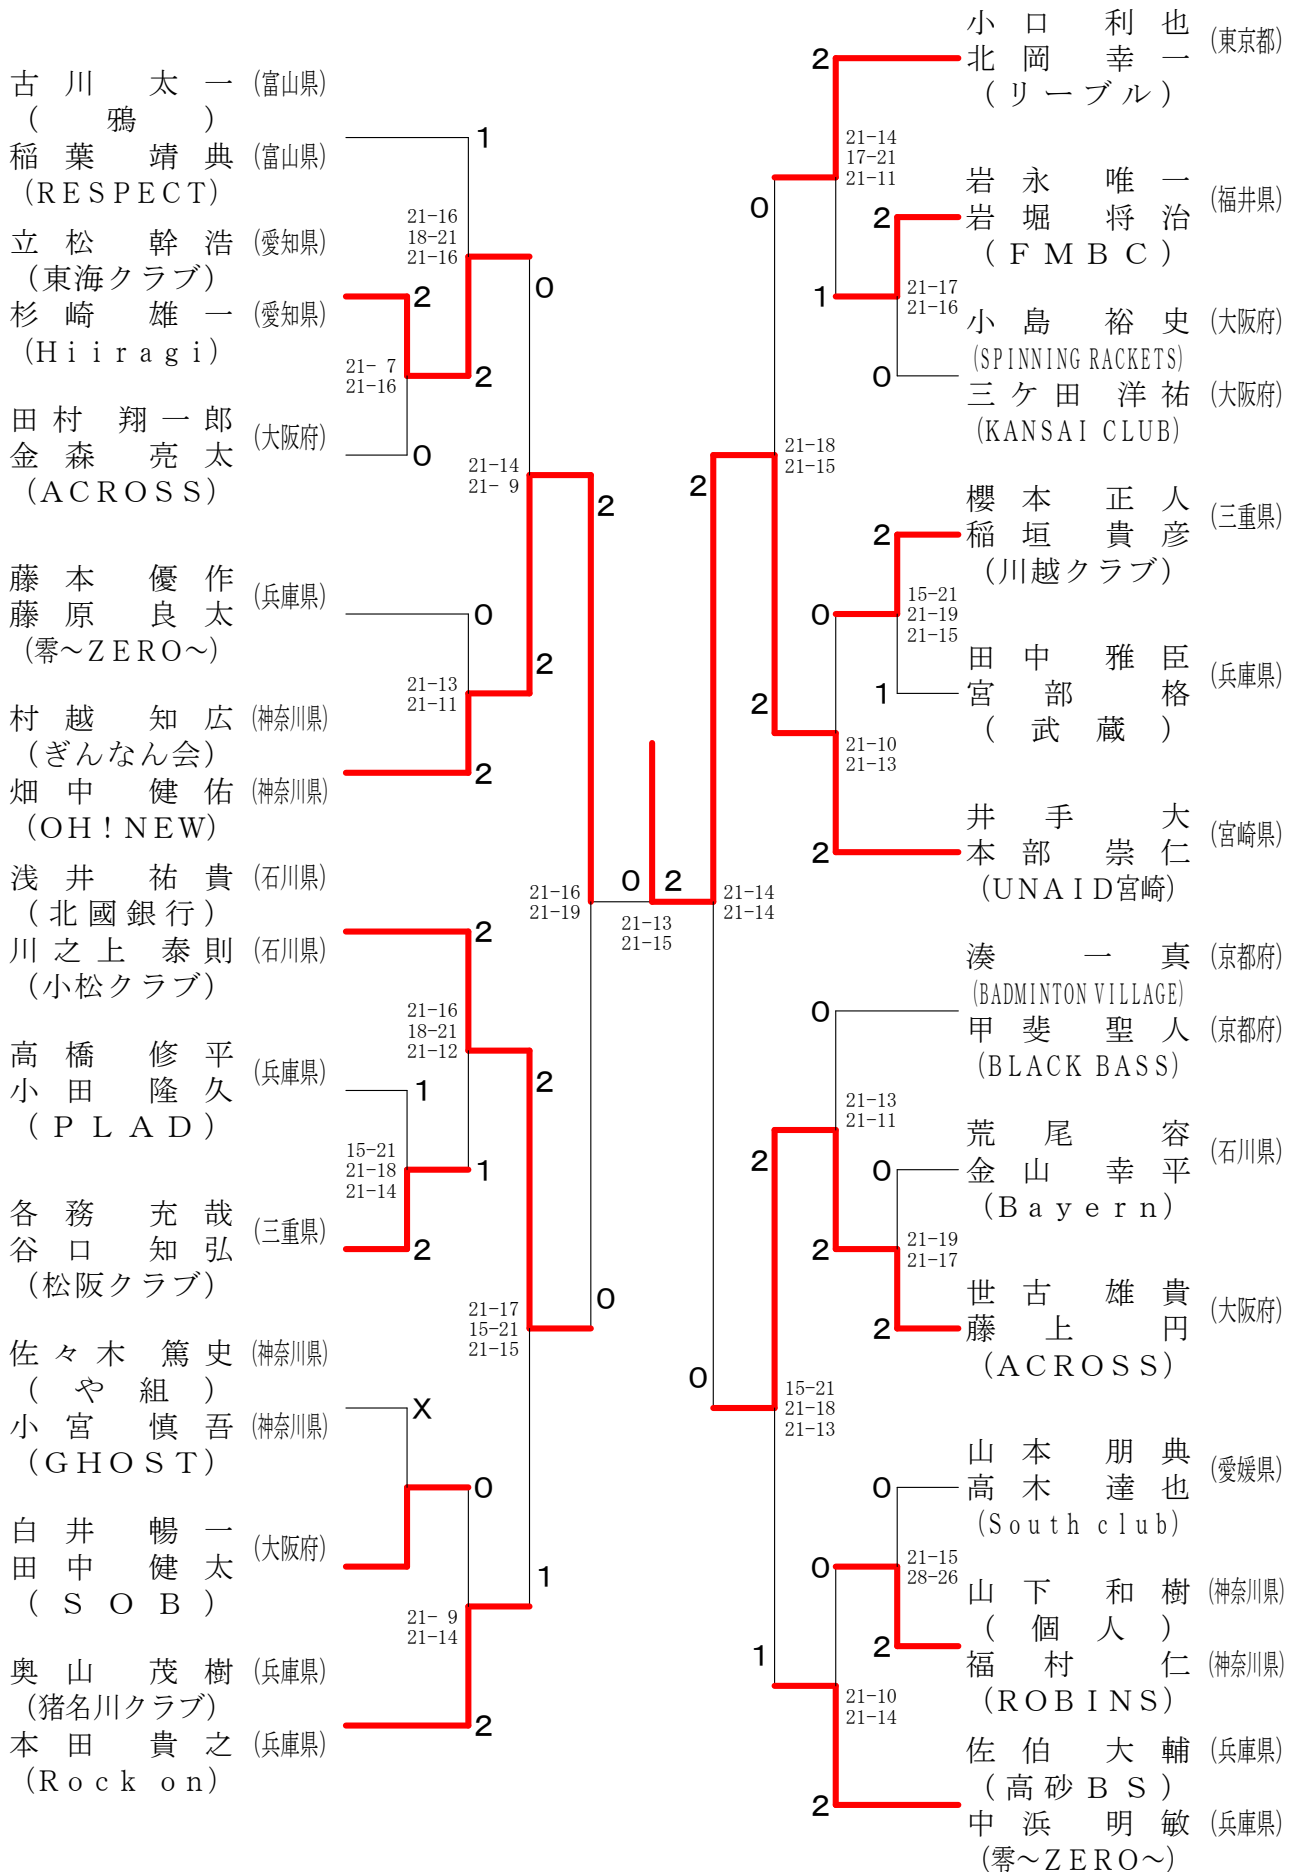 古川 太一 (富山県)
(鴉)
稲葉 靖典 (富山県)
(RESPECT)
1
21-16
18-21
21-16
立松 幹浩 (愛知県)
(東海クラブ)
杉崎 雄一 (愛知県)
(Hiiragi)
2
0
21- 7
21-16
2
田村 翔一郎
金森 亮太
(大阪府)
(ACROSS)
0
21-14
21- 9
2
藤本 優作
藤原 良太
(兵庫県)
(零～ZERO～)
0
2
21-13
21-11
村越 知広 (神奈川県)
(ぎんなん会)
畑中 健佑 (神奈川県)
(OH!NEW)
2
浅井 祐貴 (石川県)
(北國銀行)
川之上 泰則 (石川県)
(小松クラブ)
2
21-16
21-19
21-16
18-21
21-12
高橋 修平
小田 隆久
(兵庫県)
(PLAD)
1
2
15-21
21-18
21-14
1
各務 充哉
谷口 知弘
(三重県)
(松阪クラブ)
2
0
21-17
15-21
21-15
佐々木 篤史 (神奈川県)
(や組)
小宮 慎吾 (神奈川県)
(GHOST)
X
0
白井 暢一
田中 健太
(大阪府)
(SOB)
1
21- 9
21-14
奥山 茂樹 (兵庫県)
(猪名川クラブ)
本田 貴之 (兵庫県)
(Rock on)
2
0 2
21-13
21-15
小口 利也
北岡 幸一
(東京都)
(リーブル)
2
21-14
17-21
21-11
岩永 唯一
岩堀 将治
(福井県)
(FMBC)
2
0
1
21-17
21-16
小島 裕史 (大阪府)
(SPINNING RACKETS)
三ケ田 洋祐 (大阪府)
(KANSAI CLUB)
0
21-18
21-15
2
櫻本 正人
稲垣 貴彦
(三重県)
(川越クラブ)
2
0
15-21
21-19
21-15
田中 雅臣
宮部 格
(兵庫県)
(武蔵)
1
2
21-10
21-13
井手 大
本部 崇仁
(宮崎県)
(UNAID宮崎)
2
21-14
21-14
湊 一真 (京都府)
(BADMINTON VILLAGE)
甲斐 聖人 (京都府)
(BLACK BASS)
0
21-13
21-11
荒尾 容
金山 幸平
(石川県)
(Bayern)
0
2
2
21-19
21-17
世古 雄貴
藤上 円
(大阪府)
(ACROSS)
2
0
15-21
21-18
21-13
山本 朋典
高木 達也
(愛媛県)
(South club)
0
0
21-15
28-26
山下 和樹 (神奈川県)
(個人)
福村 仁 (神奈川県)
(ROBINS)
2
1
21-10
21-14
佐伯 大輔 (兵庫県)
(高砂BS)
中浜 明敏 (兵庫県)
(零～ZERO～)
2